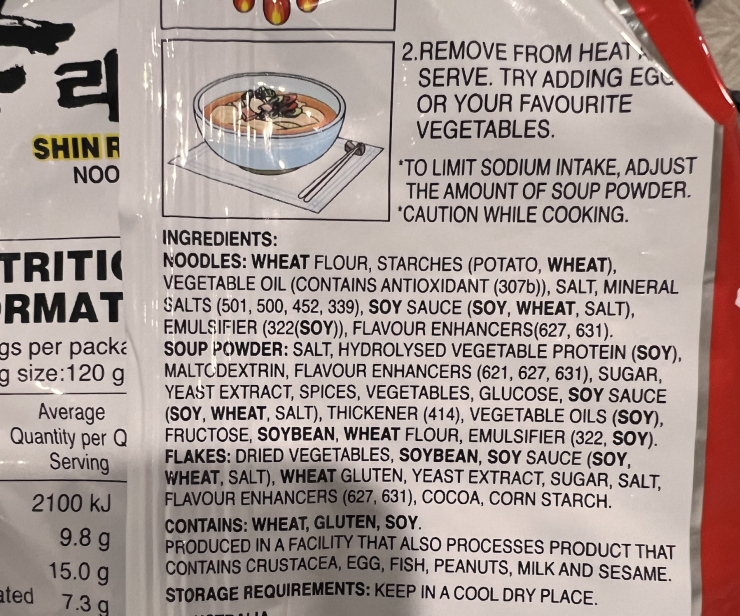 라
SHIN
NOO
TRITI
RMAT
gs per packa
g size:120 g
Average
Quantity per
Serving
2100 kJ
9.8 g
15.0 g
ated 7.3 g
2.REMOVE FROM HEAT
SERVE. TRY ADDING EGG
OR YOUR FAVOURITE
VEGETABLES.
*TO LIMIT SODIUM INTAKE, ADJUST
THE AMOUNT OF SOUP POWDER.
*CAUTION WHILE COOKING.
INGREDIENTS:
NOODLES: WHEAT FLOUR, STARCHES (POTATO, WHEAT),
VEGETABLE OIL (CONTAINS ANTIOXIDANT (307b)), SALT, MINERAL
SALTS (501, 500, 452, 339), SOY SAUCE (SOY, WHEAT, SALT),
EMULSIFIER (322(SOY)), FLAVOUR ENHANCERS(627, 631).
SOUP POWDER: SALT, HYDROLYSED VEGETABLE PROTEIN (SOY),
MALTODEXTRIN, FLAVOUR ENHANCERS (621, 627, 631), SUGAR,
YEAST EXTRACT, SPICES, VEGETABLES, GLUCOSE, SOY SAUCE
(SOY, WHEAT, SALT), THICKENER (414), VEGETABLE OILS (SOY),
FRUCTOSE, SOYBEAN, WHEAT FLOUR, EMULSIFIER (322, SOY).
FLAKES: DRIED VEGETABLES, SOYBEAN, SOY SAUCE (SOY,
WHEAT, SALT), WHEAT GLUTEN, YEAST EXTRACT, SUGAR, SALT,
FLAVOUR ENHANCERS (627, 631), COCOA, CORN STARCH.
CONTAINS: WHEAT, GLUTEN, SOY.
PRODUCED IN A FACILITY THAT ALSO PROCESSES PRODUCT THAT
CONTAINS CRUSTACEA, EGG, FISH, PEANUTS, MILK AND SESAME.
STORAGE REQUIREMENTS: KEEP IN A COOL DRY PLACE.